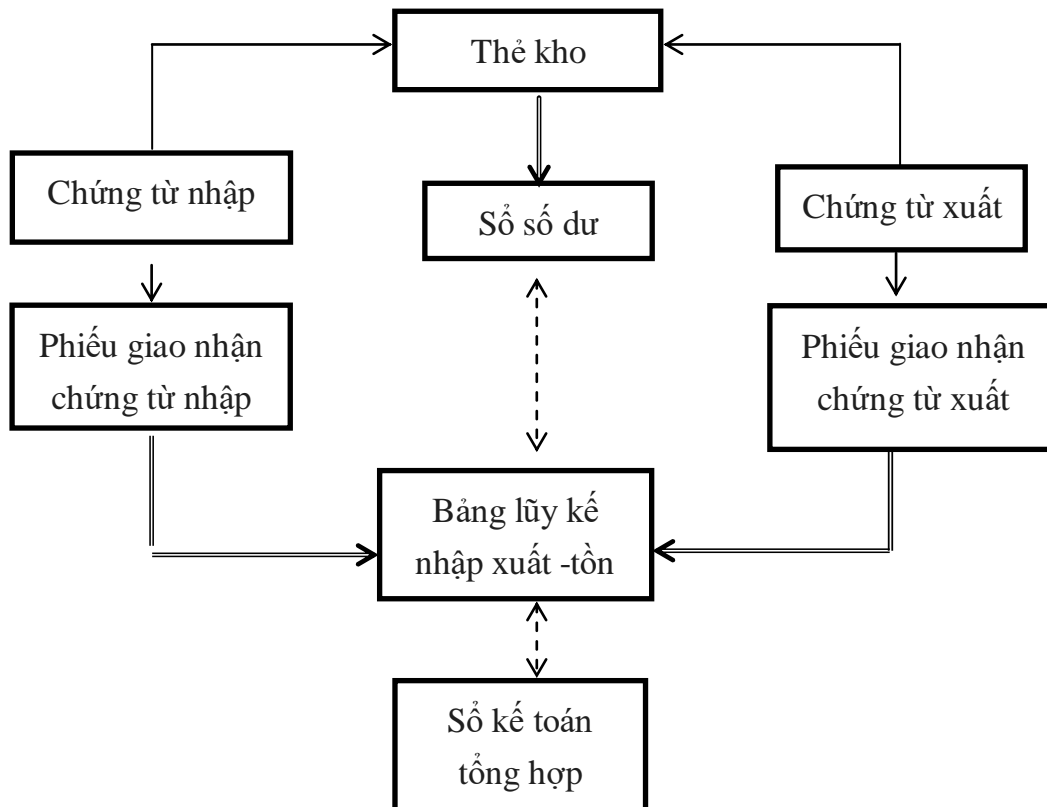 Thẻ kho
Chứng từ nhập
Sổ số dư
Chứng từ xuất
Phiếu giao nhận
chứng từ nhập
Phiếu giao nhận
chứng từ xuất
Bảng lũy kế
nhập xuất -tồn
Sổ kế toán
tổng hợp